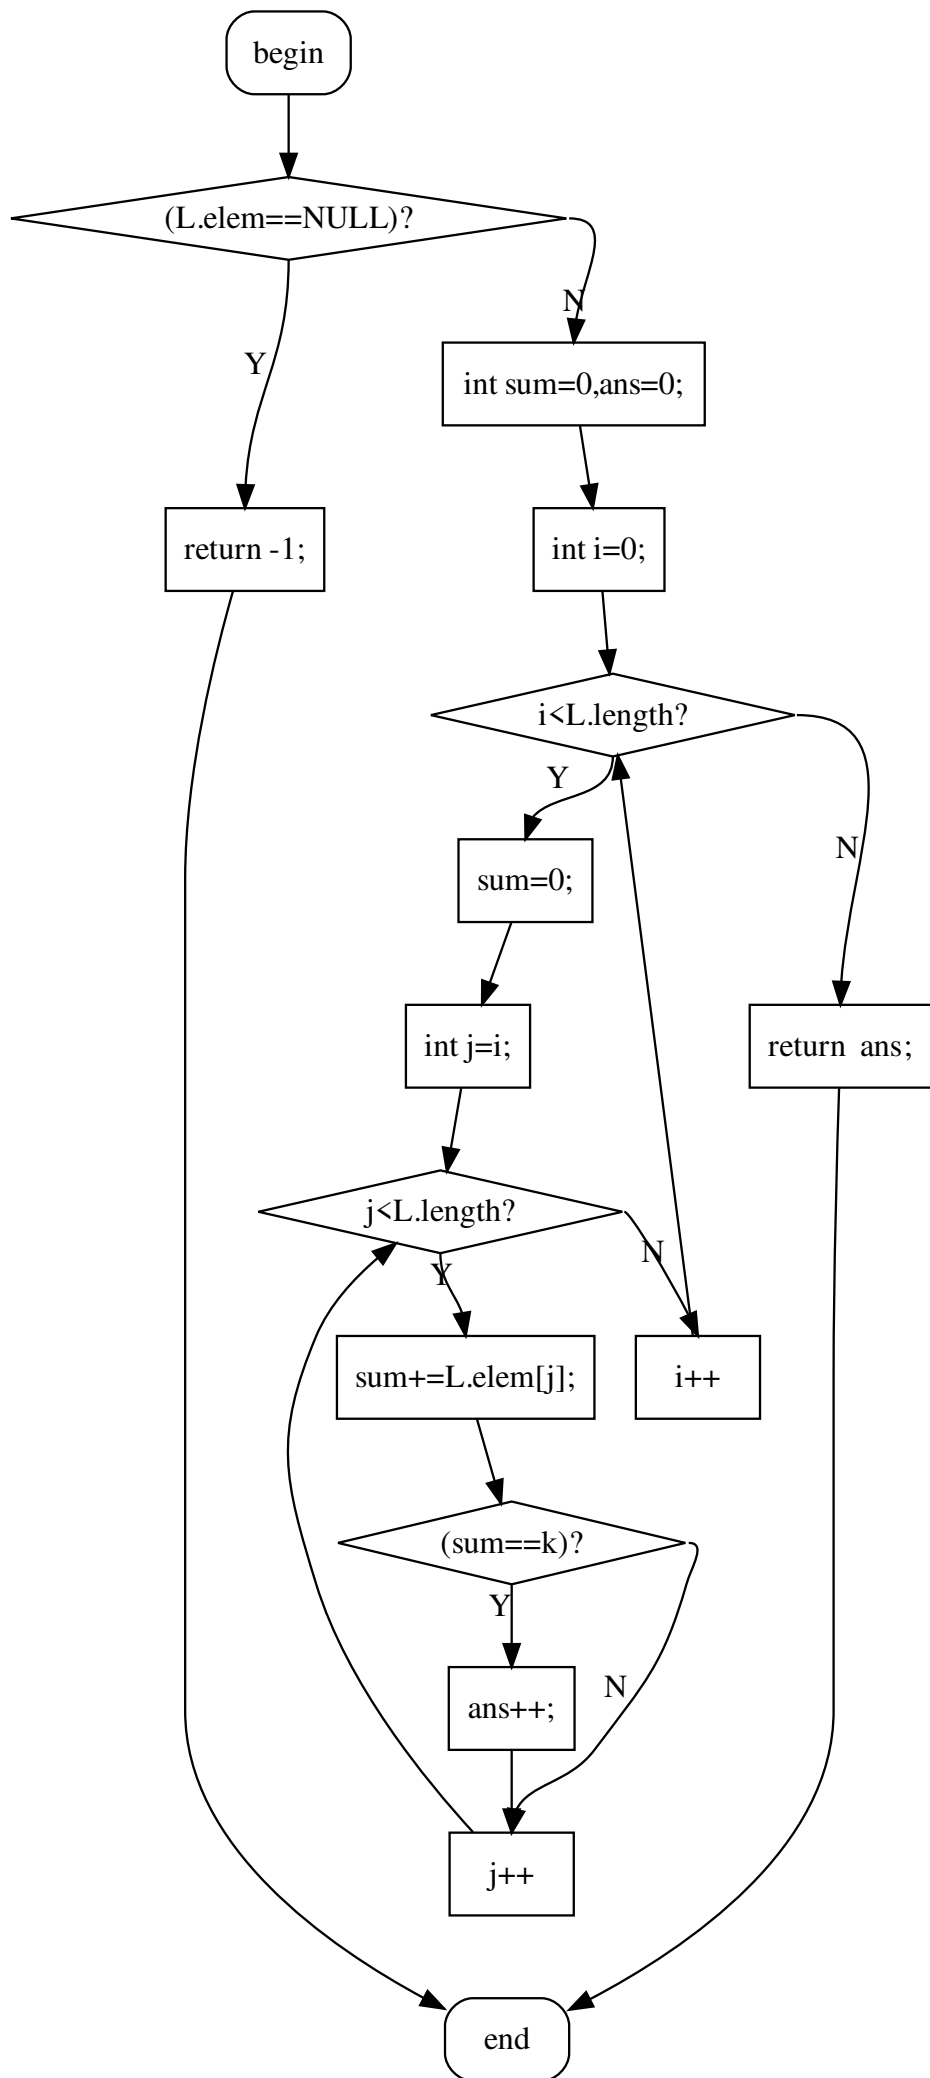 begin
(L.elem==NULL)?
N
Y
int sum=0,ans=0;
return -1;
int i=0;
i<L.length?
Y
N
sum=0;
int j=i;
return  ans;
j<L.length?
N
Y
sum+=L.elem[j];
i++
(sum==k)?
Y
N
ans++;
j++
end